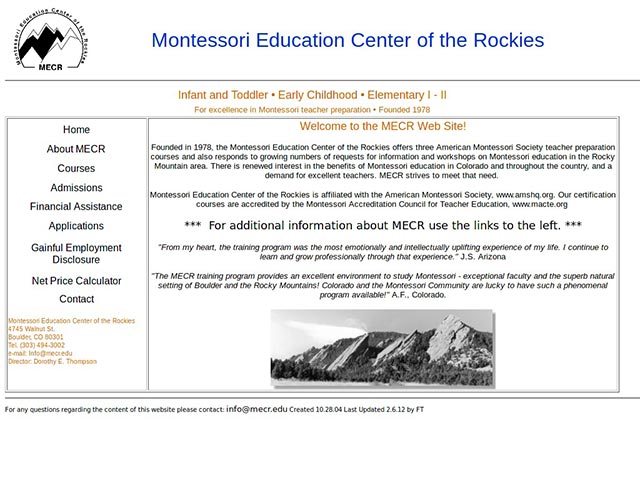 Montessori Education Center of the Rockies
MECR
Montessori Education Center of the Rockies
Infant and Toddler • Early Childhood • Elementary I - II
For excellence in Montessori teacher preparation • Founded 1978
Home
About MECR
Courses
Admissions
Financial Assistance
Applications
Gainful Employment
Disclosure
Net Price Calculator
Contact
Montessori Education Center of the Rockies
4745 Walnut St.
Boulder, CO 80301
Tel. (303) 494-3002
e-mail: Info@mecr.edu
Director: Dorothy E. Thompson
Welcome to the MECR Web Site!
Founded in 1978, the Montessori Education Center of the Rockies offers three American Montessori Society teacher preparation
courses and also responds to growing numbers of requests for information and workshops on Montessori education in the Rocky
Mountain area. There is renewed interest in the benefits of Montessori education in Colorado and throughout the country, and a
demand for excellent teachers. MECR strives to meet that need.
Montessori Education Center of the Rockies is affiliated with the American Montessori Society, www.amshq.org. Our certification
courses are accredited by the Montessori Accreditation Council for Teacher Education, www.macte.org
*** For additional information about MECR use the links to the left. ***
"From my heart, the training program was the most emotionally and intellectually uplifting experience of my life. I continue to
learn and grow professionally through that experience." J.S. Arizona
"The MECR training program provides an excellent environment to study Montessori - exceptional faculty and the superb natural
setting of Boulder and the Rocky Mountains! Colorado and the Montessori Community are lucky to have such a phenomenal
program available!" A.F., Colorado.
For any questions regarding the content of this website please contact: info@mecr.edu Created 10.28.04 Last Updated 2.6.12 by FT